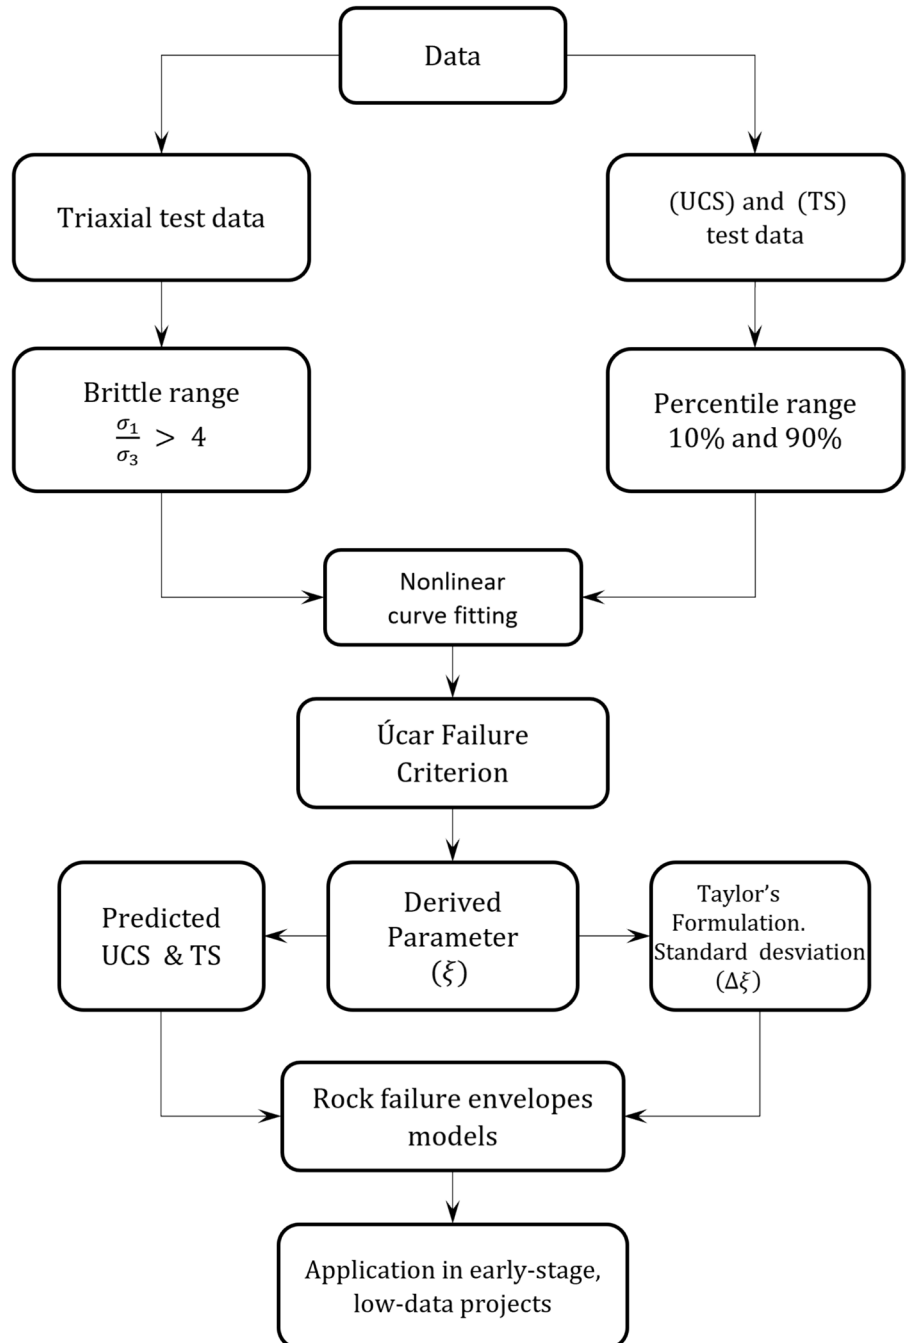 Data
Triaxial test data
(UCS) and (TS)
test data
Brittle range
σ₁/σ₃ > 4
Percentile range
10% and 90%
Nonlinear
curve fitting
Úcar Failure
Criterion
Predicted
UCS & TS
Derived
Parameter
(ξ)
Taylor’s
Formulation.
Standard desviation
(Δξ)
Rock failure envelopes
models
Application in early-stage,
low-data projects